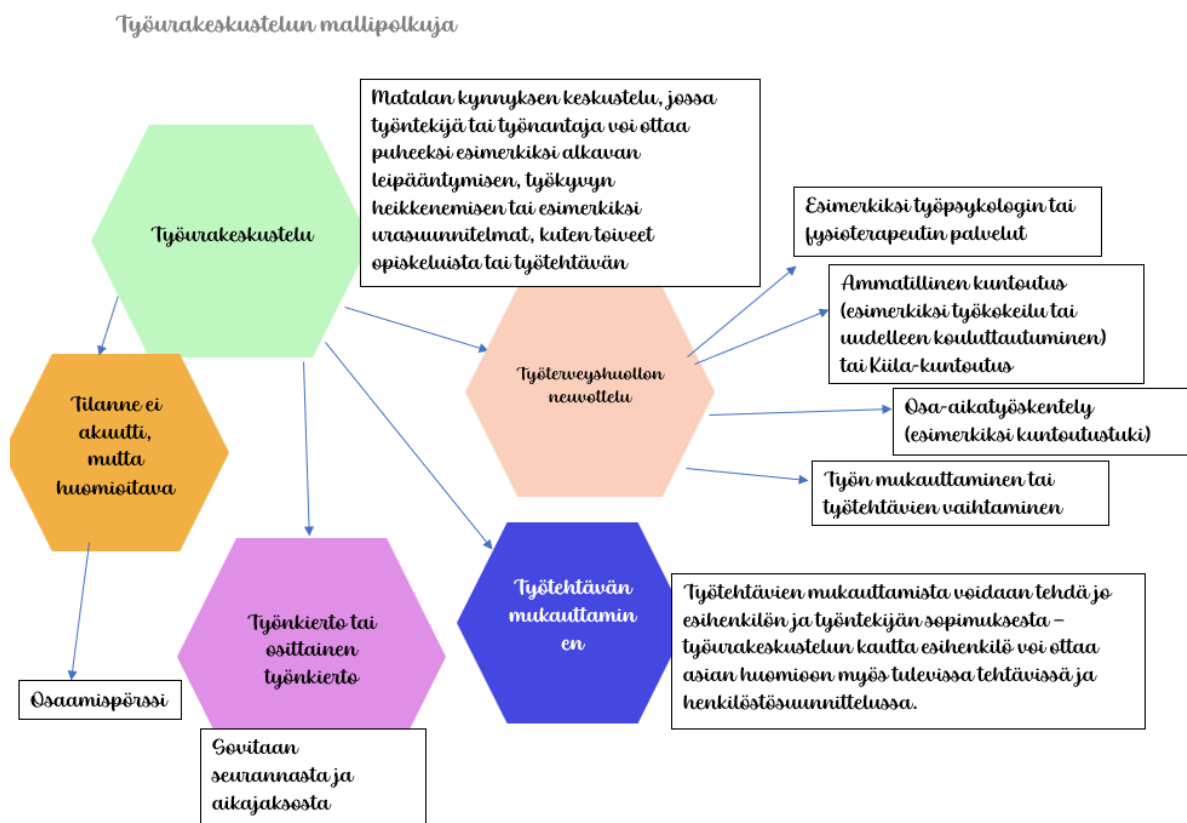 Työurakeskustelun mallipolkuja
Matalan kynnyksen keskustelu, jossa
työntekijä tai työnantaja voi ottaa
puheeksi esimerkiksi alkavan
leipääntymisen, työkyvyn
heikkenemisen tai esimerkiksi
urasuunnitelmat, kuten toiveet
opiskeluista tai työtehtävän
Työurakeskustelu
Esimerkiksi työpsykologin tai
fysioterapeutin palvelut
Ammatillinen kuntoutus
(esimerkiksi työkokeilu tai
uudelleen kouluttautuminen)
tai Kiila-kuntoutus
Työterveyshuollon
neuvottelu
Osa-aikatyöskentely
(esimerkiksi kuntoutustuki)
Työn mukauttaminen tai
työtehtävien vaihtaminen
Tilanne ei
akuutti,
mutta
huomioitava
Osaamispörssi
Työnkierto tai
osittainen
työnkierto
Sovitaan
seurannasta ja
aikajaksosta
Työtehtävän
mukauttamin
en
Työtehtävien mukauttamista voidaan tehdä jo
esihenkilön ja työntekijän sopimuksesta –
työurakeskustelun kautta esihenkilö voi ottaa
asian huomioon myös tulevissa tehtävissä ja
henkilöstösuunnittelussa.